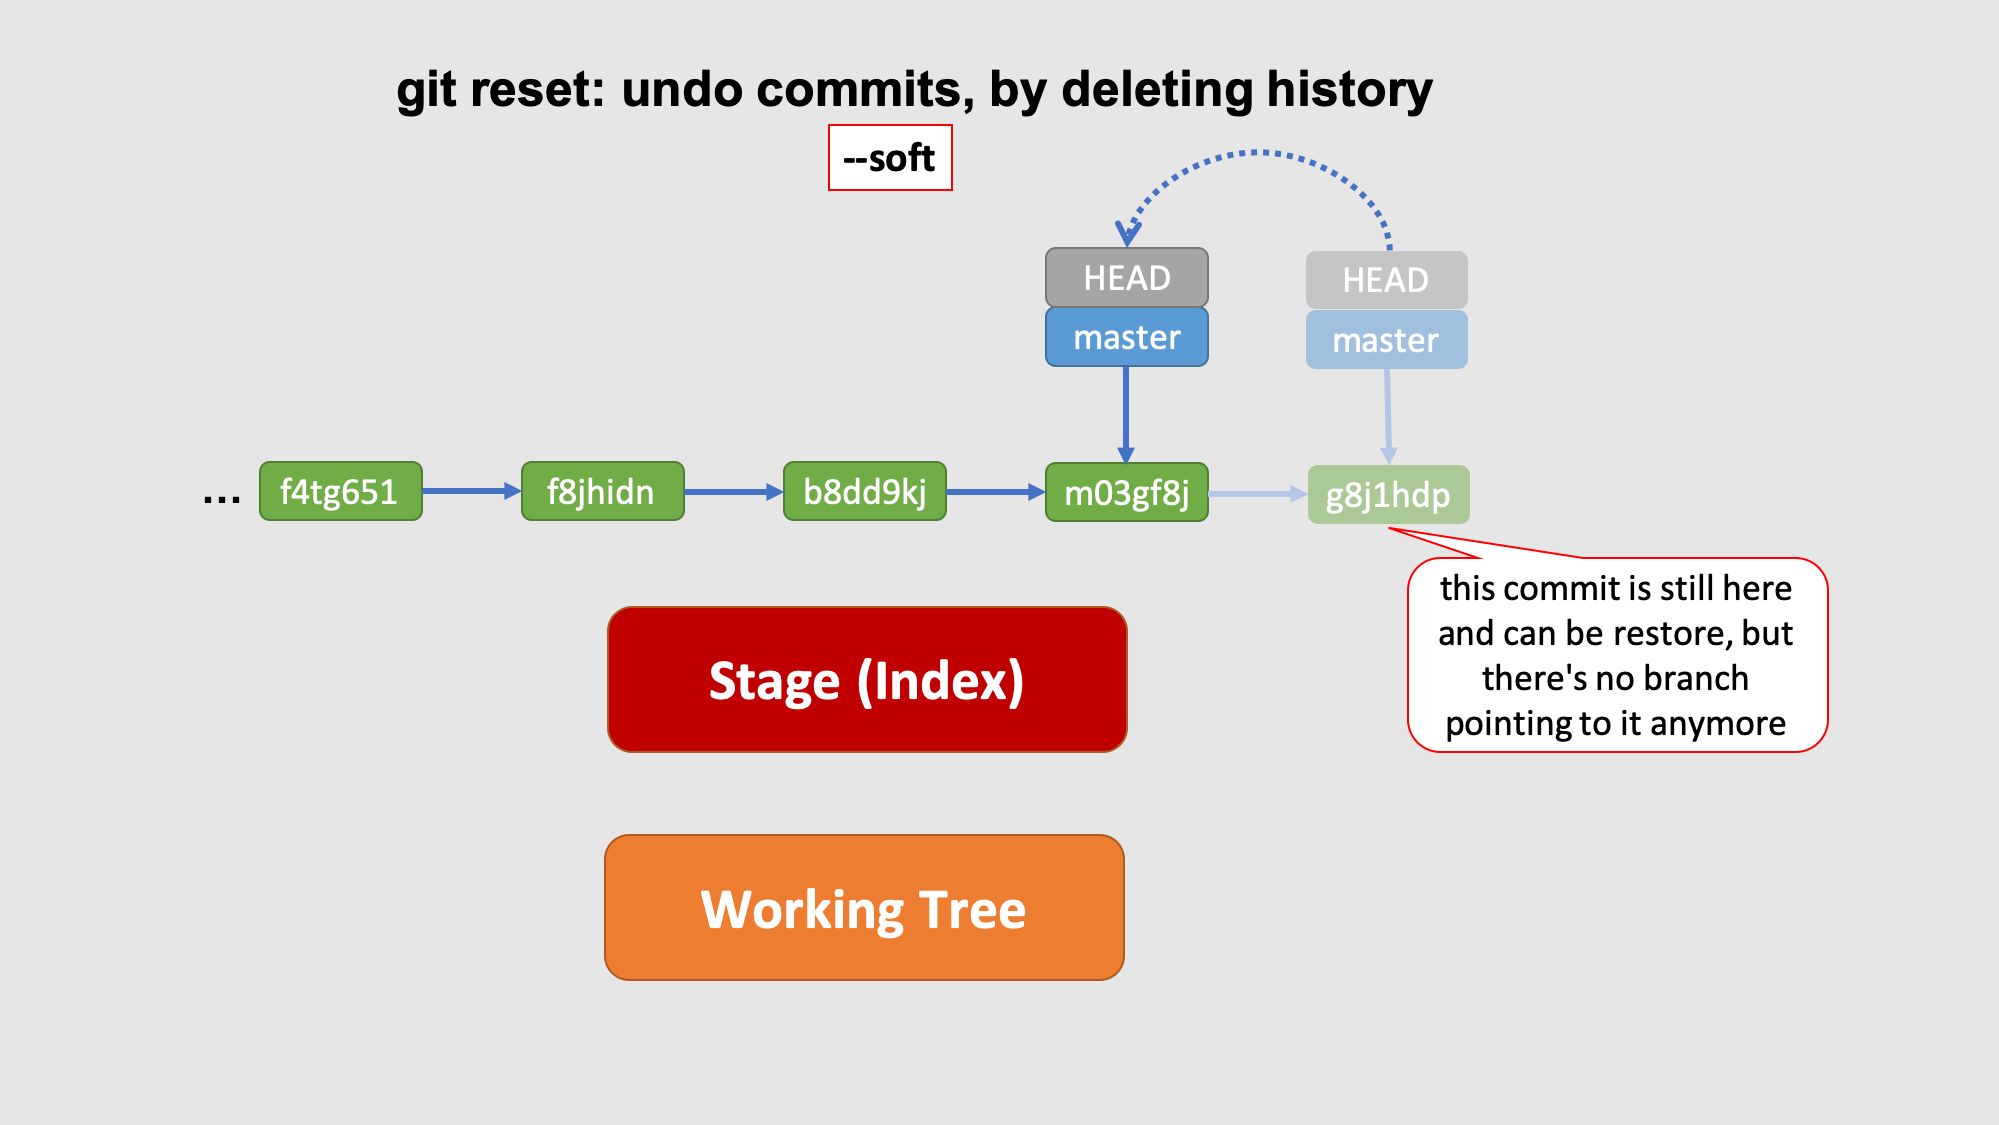 git reset: undo commits, by deleting history
--soft
HEAD
HEAD
master
master
... f4tg651 f8jhidn b8dd9kj m03gf8j g8j1hdp
this commit is still here
and can be restore, but
there's no branch
pointing to it anymore
Stage (Index)
Working Tree